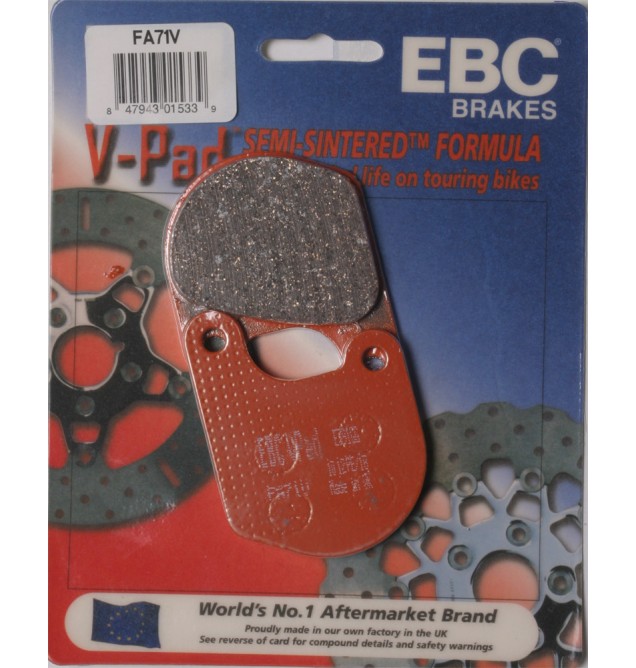 FA71V
8 47943 01533 9
EBC
BRAKES
V-Pad™ SEMI-SINTERED™ FORMULA
life on touring bikes
World's No.1 Aftermarket Brand
Proudly made in our own factory in the UK
See reverse of card for compound details and safety warnings